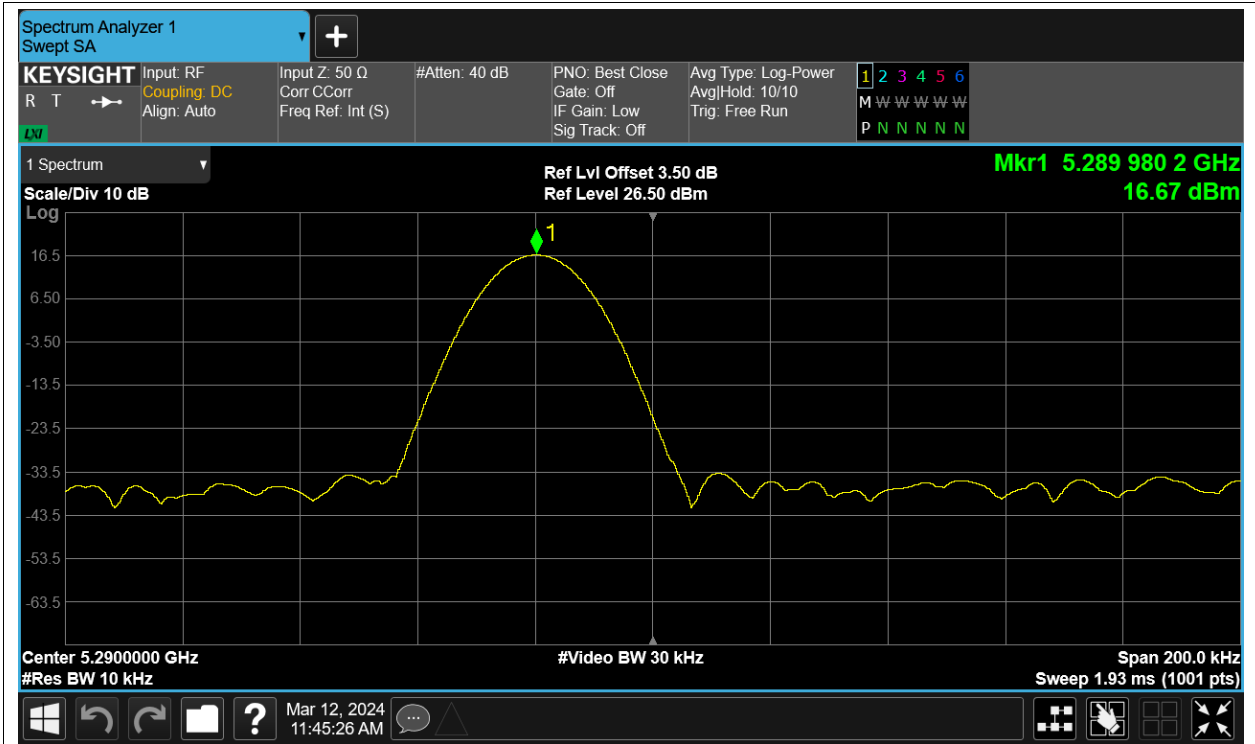 Spectrum Analyzer 1
Swept SA
KEYSIGHT
R T
LXI
Input: RF
Coupling: DC
Align: Auto
Input Z: 50 Ω
Corr CCorr
Freq Ref: Int (S)
#Atten: 40 dB
PNO: Best Close
Gate: Off
IF Gain: Low
Sig Track: Off
Avg Type: Log-Power
Avg|Hold: 10/10
Trig: Free Run
1 2 3 4 5 6
M W W W W W
P N N N N N
1 Spectrum
Scale/Div 10 dB
Log
Ref Lvl Offset 3.50 dB
Ref Level 26.50 dBm
Mkr1 5.289 980 2 GHz
16.67 dBm
1
16.5
6.50
-3.50
-13.5
-23.5
-33.5
-43.5
-53.5
-63.5
Center 5.2900000 GHz
#Video BW 30 kHz
Span 200.0 kHz
#Res BW 10 kHz
Sweep 1.93 ms (1001 pts)
?
Mar 12, 2024
11:45:26 AM